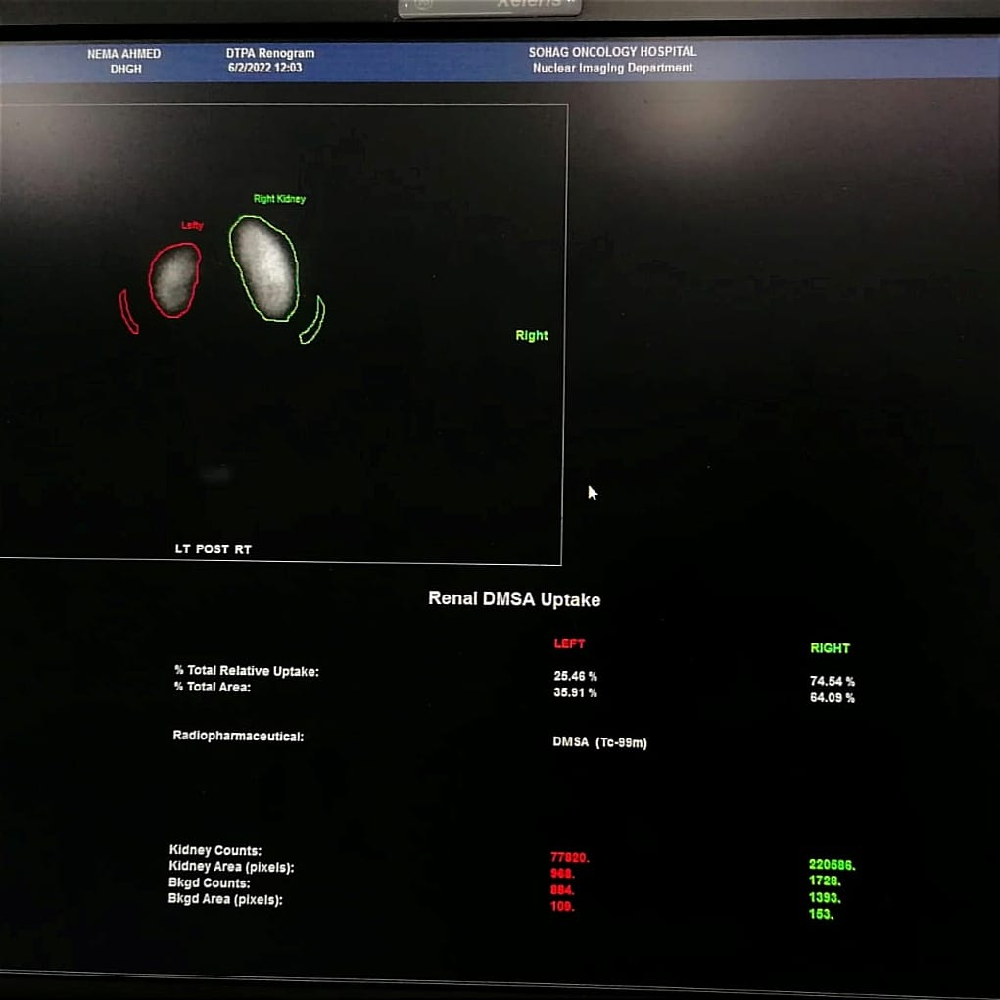 Xeleris
NEMA AHMED
DHGH
DTPA Renogram
6/2/2022 12:03
SOHAG ONCOLOGY HOSPITAL
Nuclear Imaging Department
Right Kidney
Lefty
Right
LT POST RT
Renal DMSA Uptake
LEFT RIGHT
% Total Relative Uptake: 25.46 % 74.54 %
% Total Area: 35.91 % 64.09 %
Radiopharmaceutical: DMSA (Tc-99m)
Kidney Counts: 77820. 220586.
Kidney Area (pixels): 968. 1728.
Bkgd Counts: 884. 1393.
Bkgd Area (pixels): 109. 153.